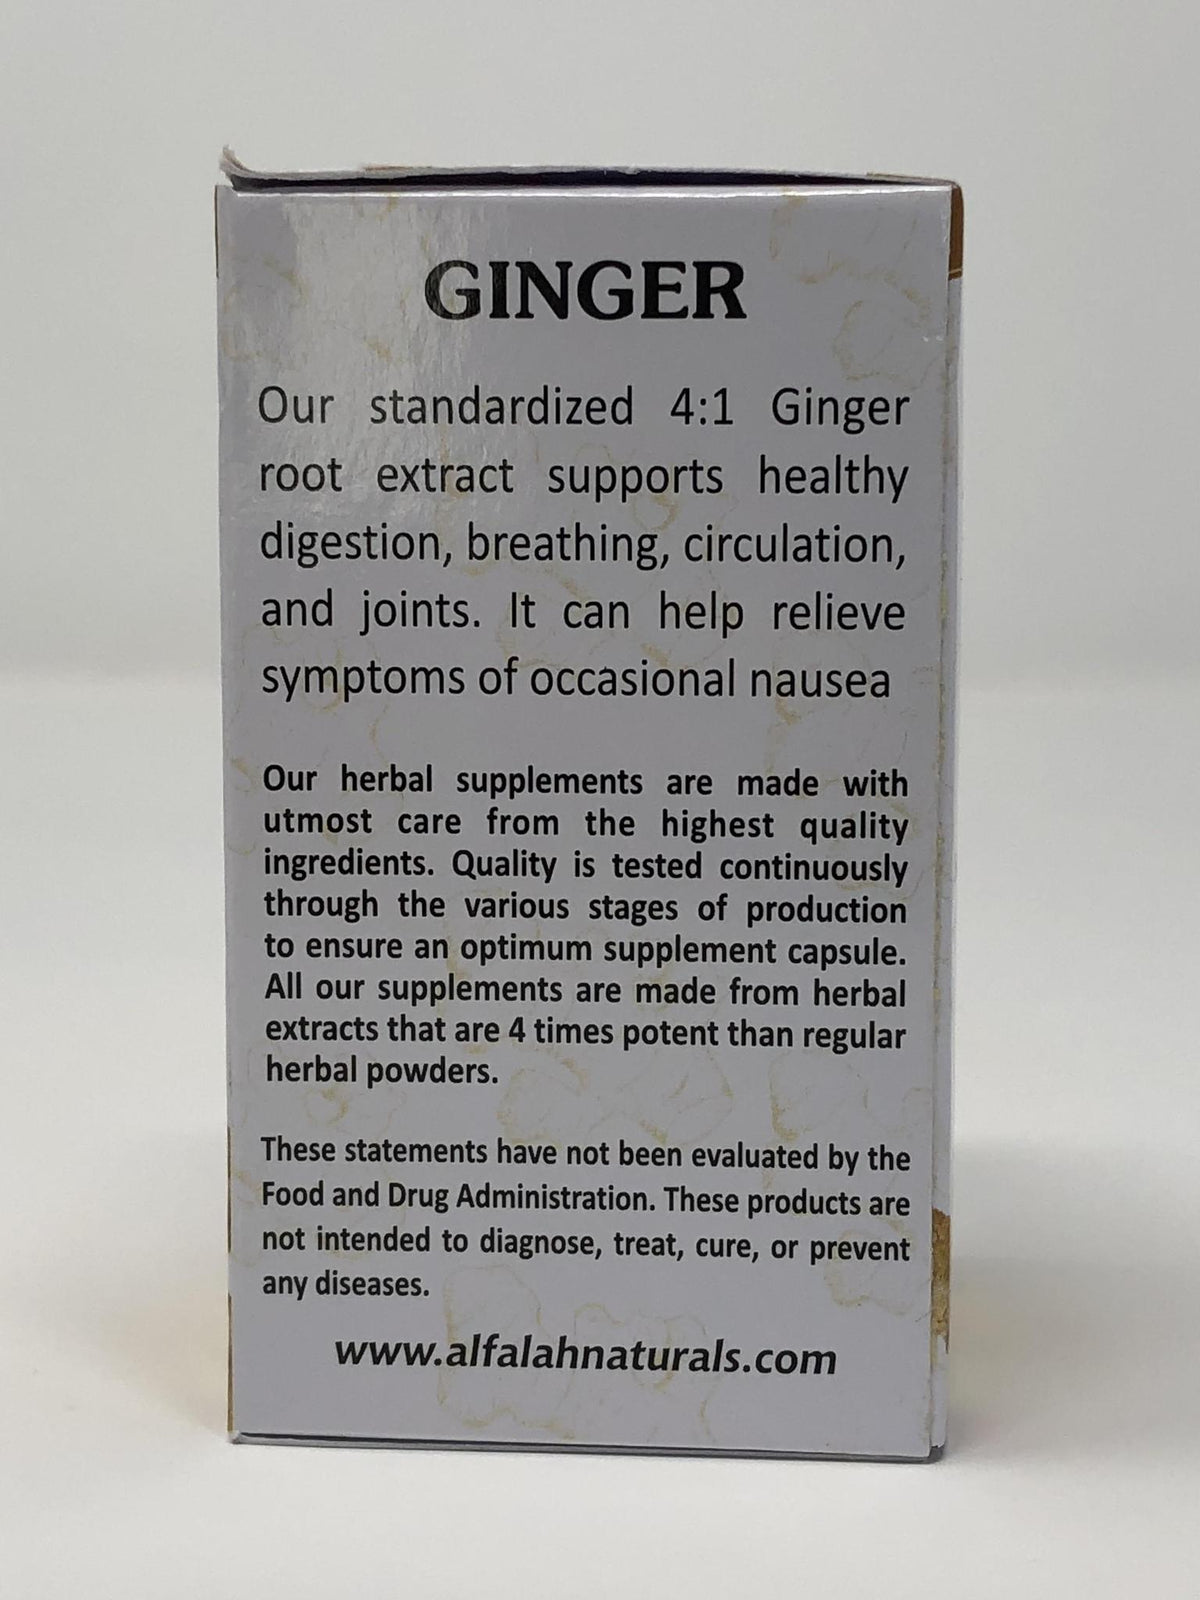 GINGER
Our standardized 4:1 Ginger
root extract supports healthy
digestion, breathing, circulation,
and joints. It can help relieve
symptoms of occasional nausea
Our herbal supplements are made with
utmost care from the highest quality
ingredients. Quality is tested continuously
through the various stages of production
to ensure an optimum supplement capsule.
All our supplements are made from herbal
extracts that are 4 times potent than regular
herbal powders.
These statements have not been evaluated by the
Food and Drug Administration. These products are
not intended to diagnose, treat, cure, or prevent
any diseases.
www.alfalahnaturals.com